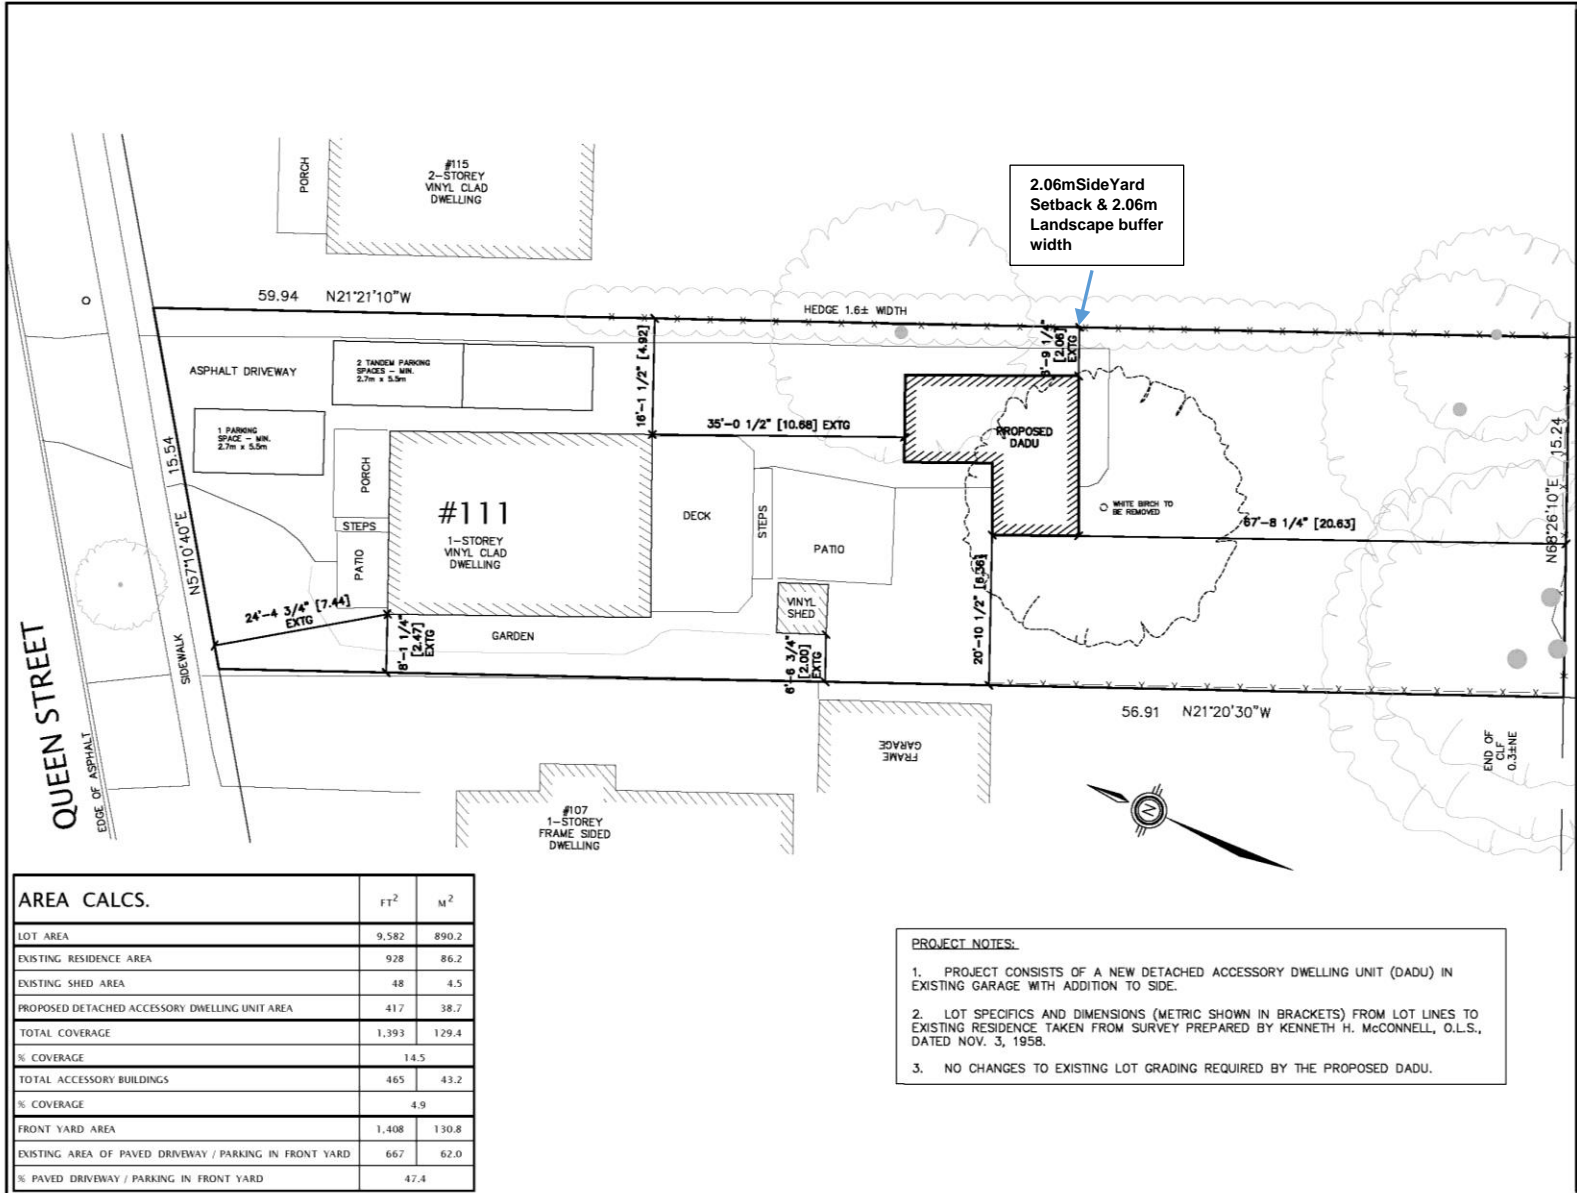 PORCH
#115
2-STOREY
VINYL CLAD
DWELLING
2.06mSideYard
Setback & 2.06m
Landscape buffer
width
59.94 N21°21'10"W
HEDGE 1.6± WIDTH
16'-1 1/2" [4.92]
6'-9 1/4"
[2.06]
EXTG
ASPHALT DRIVEWAY
2 TANDEM PARKING
SPACES - MIN.
2.7m x 5.5m
1 PARKING
SPACE - MIN.
2.7m x 5.5m
35'-0 1/2" [10.68] EXTG
PROPOSED
DADU
15.54
N57°10'40"E
PORCH
STEPS
PATIO
#111
1-STOREY
VINYL CLAD
DWELLING
DECK
STEPS
PATIO
WHITE BIRCH TO
BE REMOVED
67'-8 1/4" [20.63]
N68°26'10"E 15.24
24'-4 3/4" [7.44]
EXTG
8'-1 1/4"
[2.47]
EXTG
GARDEN
VINYL
SHED
6'-6 3/4"
[2.00]
EXTG
20'-10 1/2" [6.36]
SIDEWALK
QUEEN STREET
EDGE OF ASPHALT
56.91 N21°20'30"W
FRAME
GARAGE
END OF
CLF
0.3±NE
#107
1-STOREY
FRAME SIDED
DWELLING
N
AREA CALCS. FT2 M2
LOT AREA 9,582 890.2
EXISTING RESIDENCE AREA 928 86.2
EXISTING SHED AREA 48 4.5
PROPOSED DETACHED ACCESSORY DWELLING UNIT AREA 417 38.7
TOTAL COVERAGE 1,393 129.4
% COVERAGE 14.5
TOTAL ACCESSORY BUILDINGS 465 43.2
% COVERAGE 4.9
FRONT YARD AREA 1,408 130.8
EXISTING AREA OF PAVED DRIVEWAY / PARKING IN FRONT YARD 667 62.0
% PAVED DRIVEWAY / PARKING IN FRONT YARD 47.4
PROJECT NOTES:
1. PROJECT CONSISTS OF A NEW DETACHED ACCESSORY DWELLING UNIT (DADU) IN
EXISTING GARAGE WITH ADDITION TO SIDE.
2. LOT SPECIFICS AND DIMENSIONS (METRIC SHOWN IN BRACKETS) FROM LOT LINES TO
EXISTING RESIDENCE TAKEN FROM SURVEY PREPARED BY KENNETH H. McCONNELL, O.L.S.,
DATED NOV. 3, 1958.
3. NO CHANGES TO EXISTING LOT GRADING REQUIRED BY THE PROPOSED DADU.